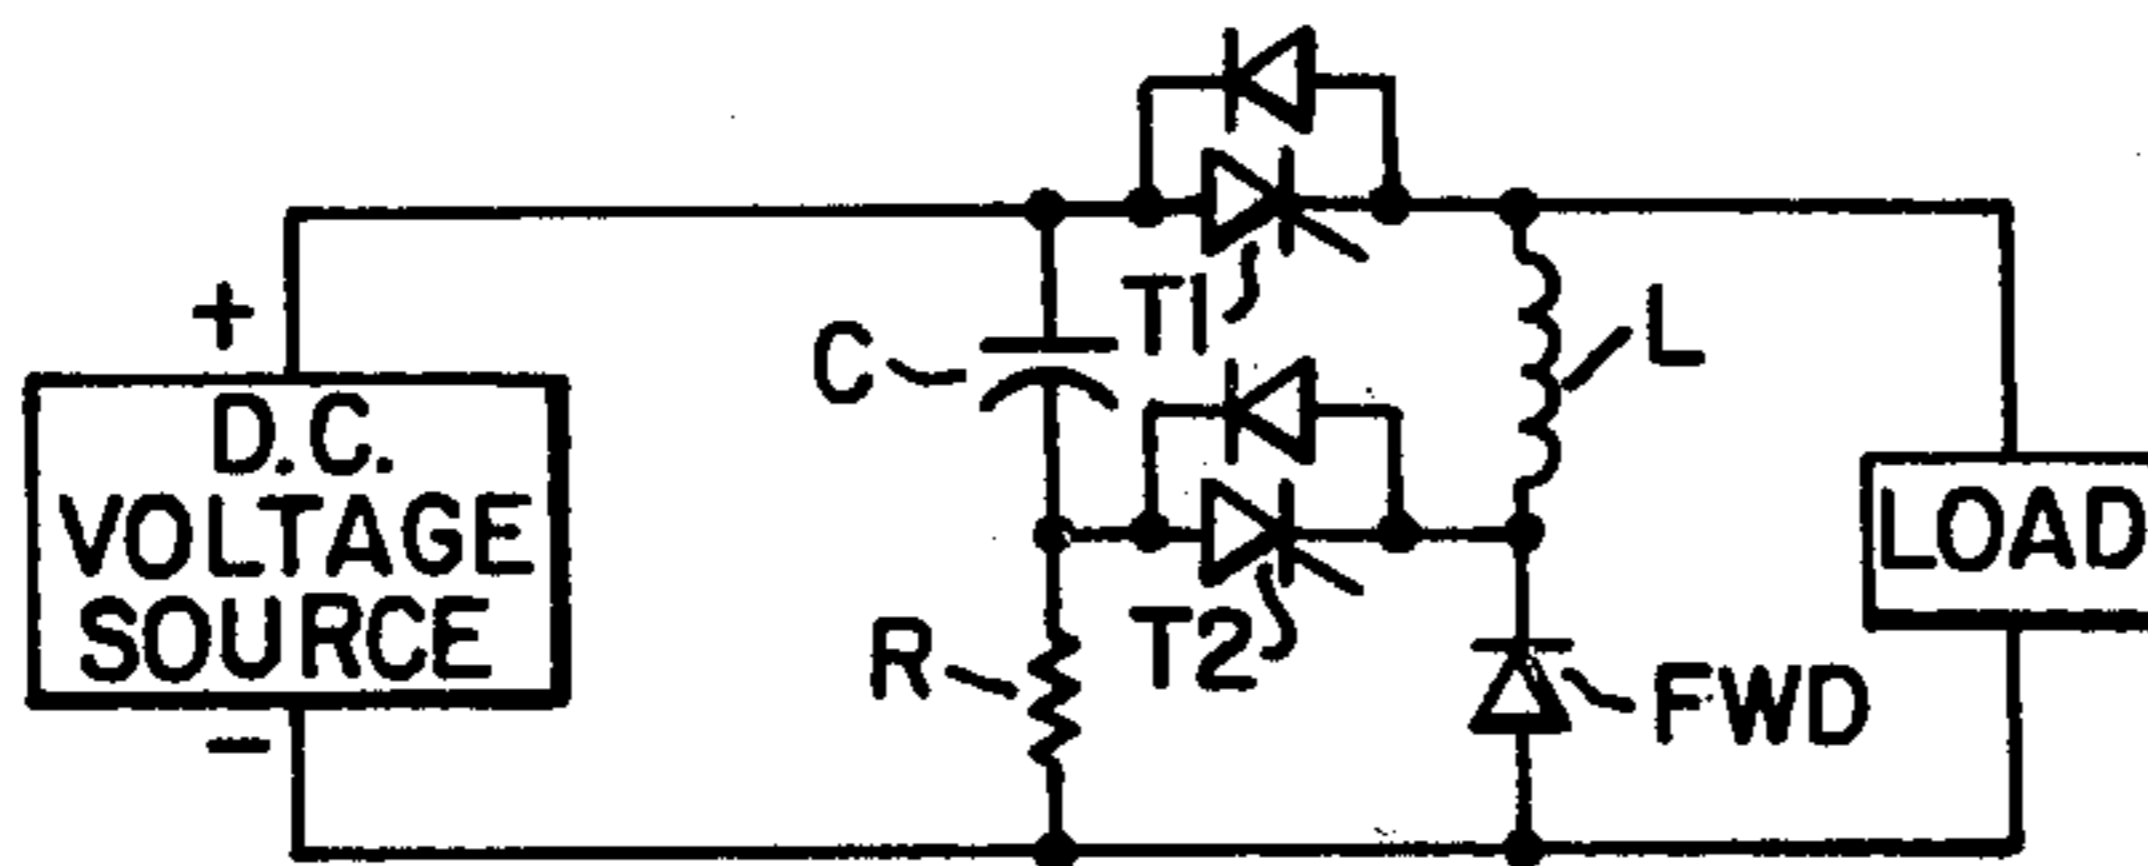 +
D.C.
VOLTAGE
SOURCE
−
C
R
T1
T2
L
FWD
LOAD